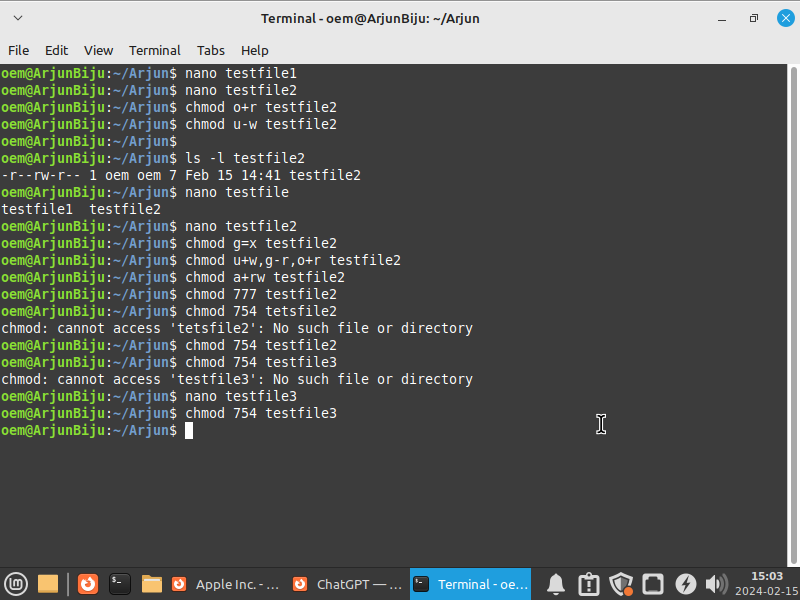 Terminal - oem@ArjunBiju: ~/Arjun
File Edit View Terminal Tabs Help
oem@ArjunBiju:~/Arjun$ nano testfile1
oem@ArjunBiju:~/Arjun$ nano testfile2
oem@ArjunBiju:~/Arjun$ chmod o+r testfile2
oem@ArjunBiju:~/Arjun$ chmod u-w testfile2
oem@ArjunBiju:~/Arjun$
oem@ArjunBiju:~/Arjun$ ls -l testfile2
-r--rw-r-- 1 oem oem 7 Feb 15 14:41 testfile2
oem@ArjunBiju:~/Arjun$ nano testfile
testfile1  testfile2
oem@ArjunBiju:~/Arjun$ nano testfile2
oem@ArjunBiju:~/Arjun$ chmod g=x testfile2
oem@ArjunBiju:~/Arjun$ chmod u+w,g-r,o+r testfile2
oem@ArjunBiju:~/Arjun$ chmod a+rw testfile2
oem@ArjunBiju:~/Arjun$ chmod 777 testfile2
oem@ArjunBiju:~/Arjun$ chmod 754 tetsfile2
chmod: cannot access 'tetsfile2': No such file or directory
oem@ArjunBiju:~/Arjun$ chmod 754 testfile2
oem@ArjunBiju:~/Arjun$ chmod 754 testfile3
chmod: cannot access 'testfile3': No such file or directory
oem@ArjunBiju:~/Arjun$ nano testfile3
oem@ArjunBiju:~/Arjun$ chmod 754 testfile3
oem@ArjunBiju:~/Arjun$
Apple Inc. - ... ChatGPT — ... Terminal - oe... 15:03
2024-02-15